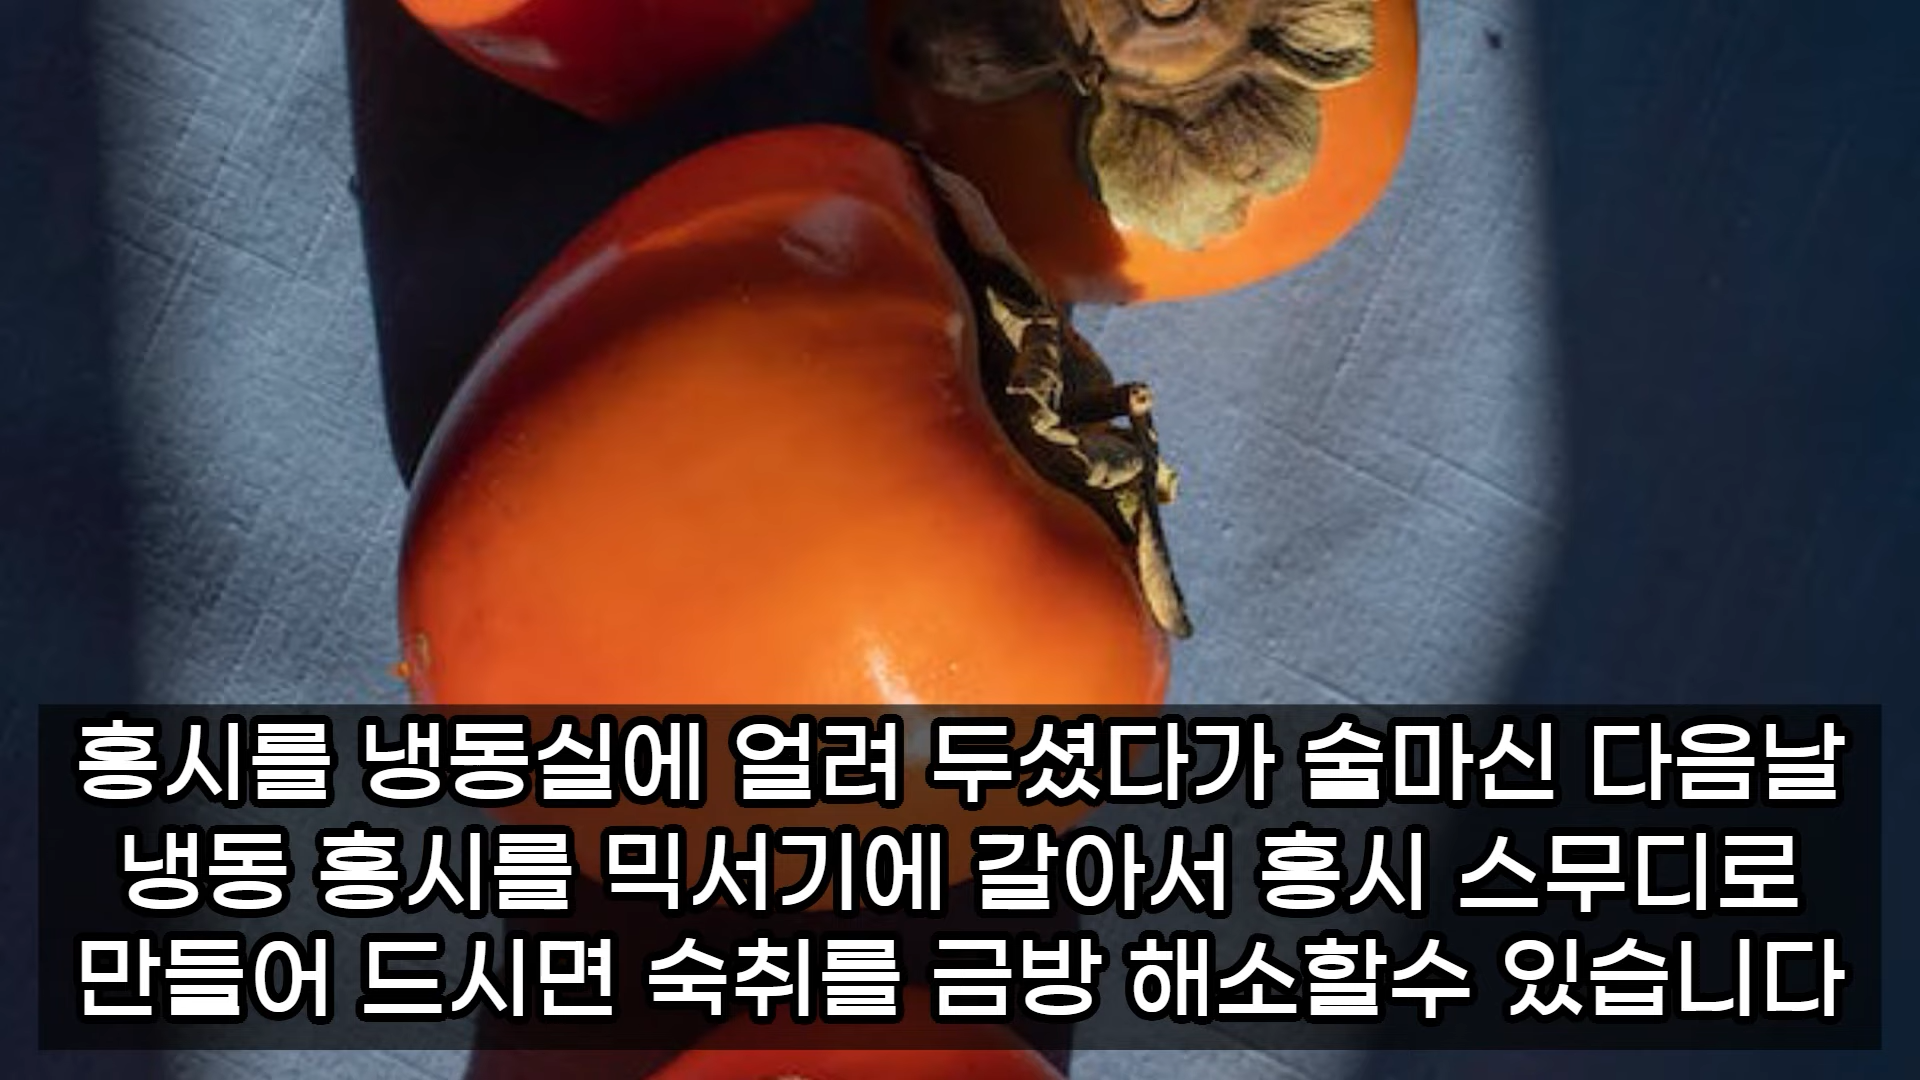 홍시를 냉동실에 얼려 두셨다가 술마신 다음날
냉동 홍시를 믹서기에 갈아서 홍시 스무디로
만들어 드시면 숙취를 금방 해소할수 있습니다